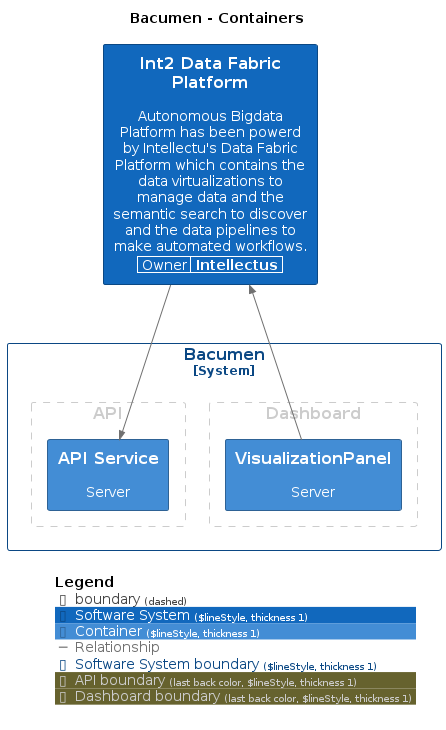 Bacumen - Containers
Int2 Data Fabric
Platform
Autonomous Bigdata
Platform has been powerd
by Intellectu's Data Fabric
Platform which contains the
data virtualizations to
manage data and the
semantic search to discover
and the data pipelines to
make automated workflows.
Owner Intellectus
Bacumen
[System]
API
Dashboard
API Service
Server
VisualizationPanel
Server
Legend
▯ boundary (dashed)
▯ Software System ($lineStyle, thickness 1)
▯ Container ($lineStyle, thickness 1)
— Relationship
▯ Software System boundary ($lineStyle, thickness 1)
▯ API boundary (last back color, $lineStyle, thickness 1)
▯ Dashboard boundary (last back color, $lineStyle, thickness 1)